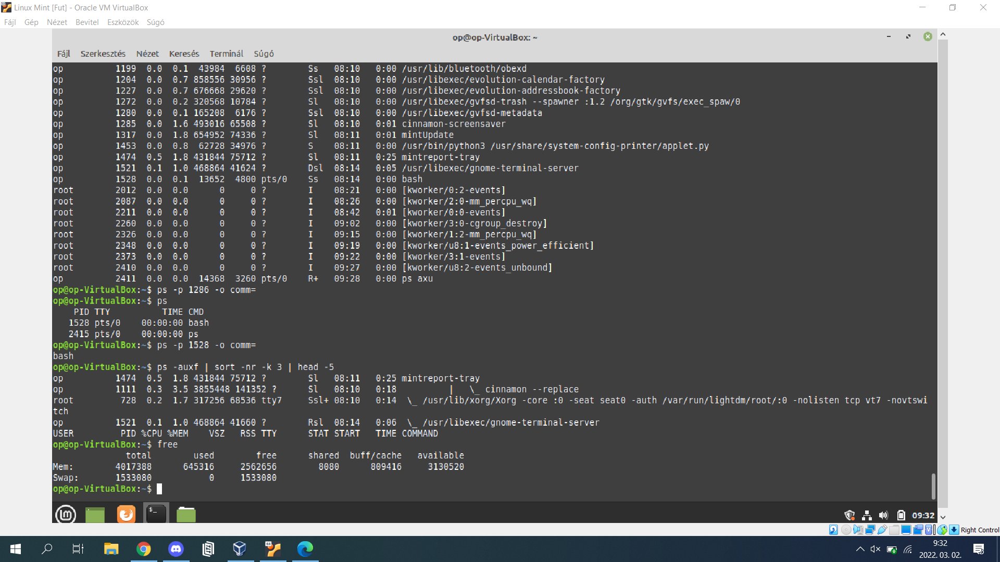 Linux Mint [Fut] - Oracle VM VirtualBox
Fájl Gép Nézet Bevitel Eszközök Súgó
op@op-VirtualBox: ~
Fájl Szerkesztés Nézet Keresés Terminál Súgó
op 1199 0.0 0.1 43984 6608 ? Ss 08:10 0:00 /usr/lib/bluetooth/obexd
op 1204 0.0 0.7 858556 30956 ? Ssl 08:10 0:00 /usr/libexec/evolution-calendar-factory
op 1227 0.0 0.7 676668 29620 ? Ssl 08:10 0:00 /usr/libexec/evolution-addressbook-factory
op 1272 0.0 0.2 320568 10784 ? Sl 08:10 0:00 /usr/libexec/gvfsd-trash --spawner :1.2 /org/gtk/gvfs/exec_spaw/0
op 1280 0.0 0.1 165208 6176 ? Ssl 08:10 0:00 /usr/libexec/gvfsd-metadata
op 1285 0.0 1.6 493016 65508 ? Sl 08:10 0:01 cinnamon-screensaver
op 1317 0.0 1.8 654952 74336 ? Sl 08:11 0:01 mintUpdate
op 1453 0.0 0.8 62728 34976 ? S 08:11 0:00 /usr/bin/python3 /usr/share/system-config-printer/applet.py
op 1474 0.5 1.8 431844 75712 ? Sl 08:11 0:25 mintreport-tray
op 1521 0.1 1.0 468864 41624 ? Dsl 08:14 0:05 /usr/libexec/gnome-terminal-server
op 1528 0.0 0.1 13652 4800 pts/0 Ss 08:14 0:00 bash
root 2012 0.0 0.0 0 0 ? I 08:21 0:00 [kworker/0:2-events]
root 2087 0.0 0.0 0 0 ? I 08:26 0:00 [kworker/2:0-mm_percpu_wq]
root 2211 0.0 0.0 0 0 ? I 08:42 0:01 [kworker/0:0-events]
root 2260 0.0 0.0 0 0 ? I 09:02 0:00 [kworker/3:0-cgroup_destroy]
root 2326 0.0 0.0 0 0 ? I 09:15 0:00 [kworker/1:2-mm_percpu_wq]
root 2348 0.0 0.0 0 0 ? I 09:19 0:00 [kworker/u8:1-events_power_efficient]
root 2373 0.0 0.0 0 0 ? I 09:22 0:00 [kworker/3:1-events]
root 2410 0.0 0.0 0 0 ? I 09:27 0:00 [kworker/u8:2-events_unbound]
op 2411 0.0 0.0 14368 3260 pts/0 R+ 09:28 0:00 ps axu
op@op-VirtualBox:~$ ps -p 1286 -o comm=
op@op-VirtualBox:~$ ps
PID TTY TIME CMD
1528 pts/0 00:00:00 bash
2415 pts/0 00:00:00 ps
op@op-VirtualBox:~$ ps -p 1528 -o comm=
bash
op@op-VirtualBox:~$ ps -auxf | sort -nr -k 3 | head -5
op 1474 0.5 1.8 431844 75712 ? Sl 08:11 0:25 mintreport-tray
op 1111 0.3 3.5 3855448 141352 ? Sl 08:10 0:18 | \_ cinnamon --replace
root 728 0.2 1.7 317256 68536 tty7 Ssl+ 08:10 0:14 \_ /usr/lib/xorg/Xorg -core :0 -seat seat0 -auth /var/run/lightdm/root/:0 -nolisten tcp vt7 -novtswi
tch
op 1521 0.1 1.0 468864 41660 ? Rsl 08:14 0:06 \_ /usr/libexec/gnome-terminal-server
USER PID %CPU %MEM VSZ RSS TTY STAT START TIME COMMAND
op@op-VirtualBox:~$ free
total used free shared buff/cache available
Mem: 4017388 645316 2562656 8080 809416 3130520
Swap: 1533080 0 1533080
op@op-VirtualBox:~$
09:32
Right Control
9:32
2022. 03. 02.